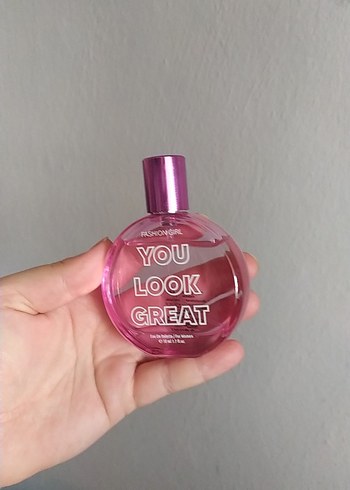 FASHION GIRL
YOU
LOOK
GREAT
Eau De Toilette | For Women